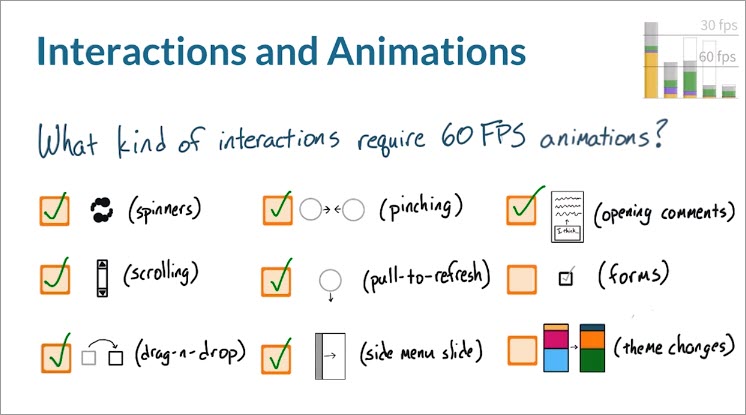 Interactions and Animations
30 fps
60 fps
What kind of interactions require 60 FPS animations?
(spinners)
(pinching)
(opening comments)
I think
(scrolling)
(pull-to-refresh)
(forms)
(drag-n-drop)
(side menu slide)
(theme changes)